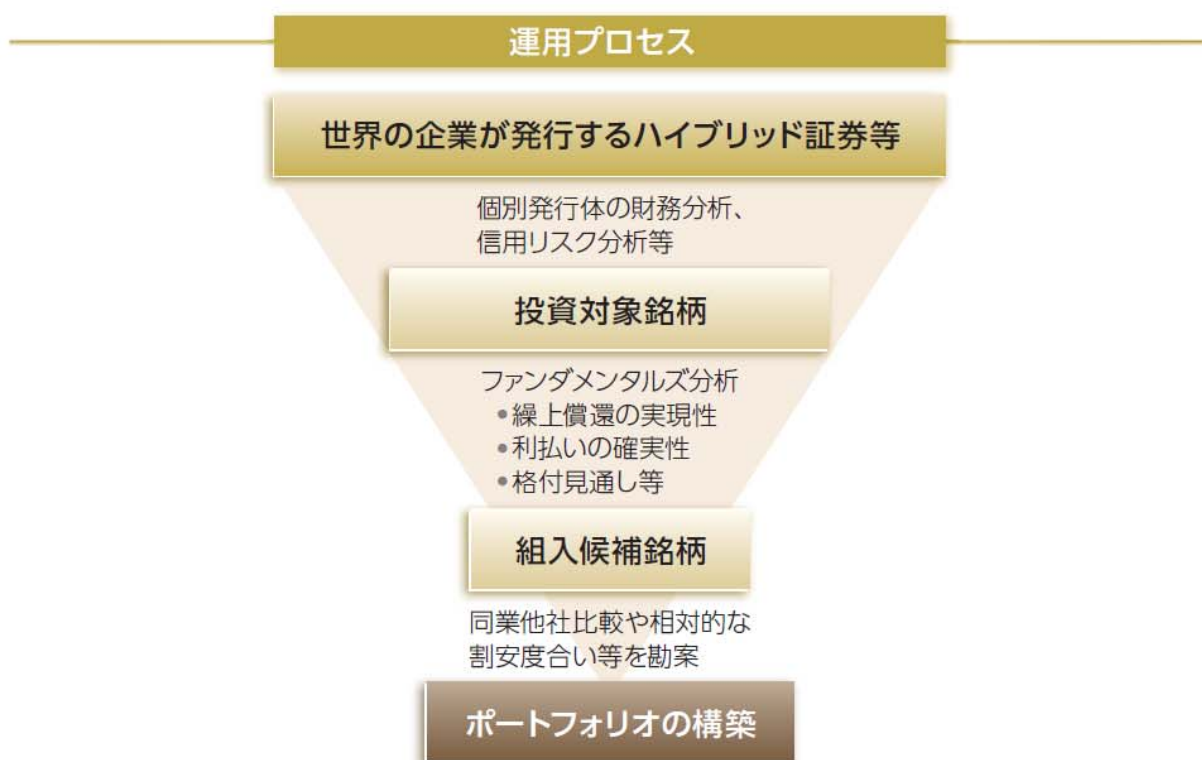 運用プロセス
世界の企業が発行するハイブリッド証券等
個別発行体の財務分析、
信用リスク分析等
投資対象銘柄
ファンダメンタルズ分析
•繰上償還の実現性
•利払いの確実性
•格付見通し等
組入候補銘柄
同業他社比較や相対的な
割安度合い等を勘案
ポートフォリオの構築